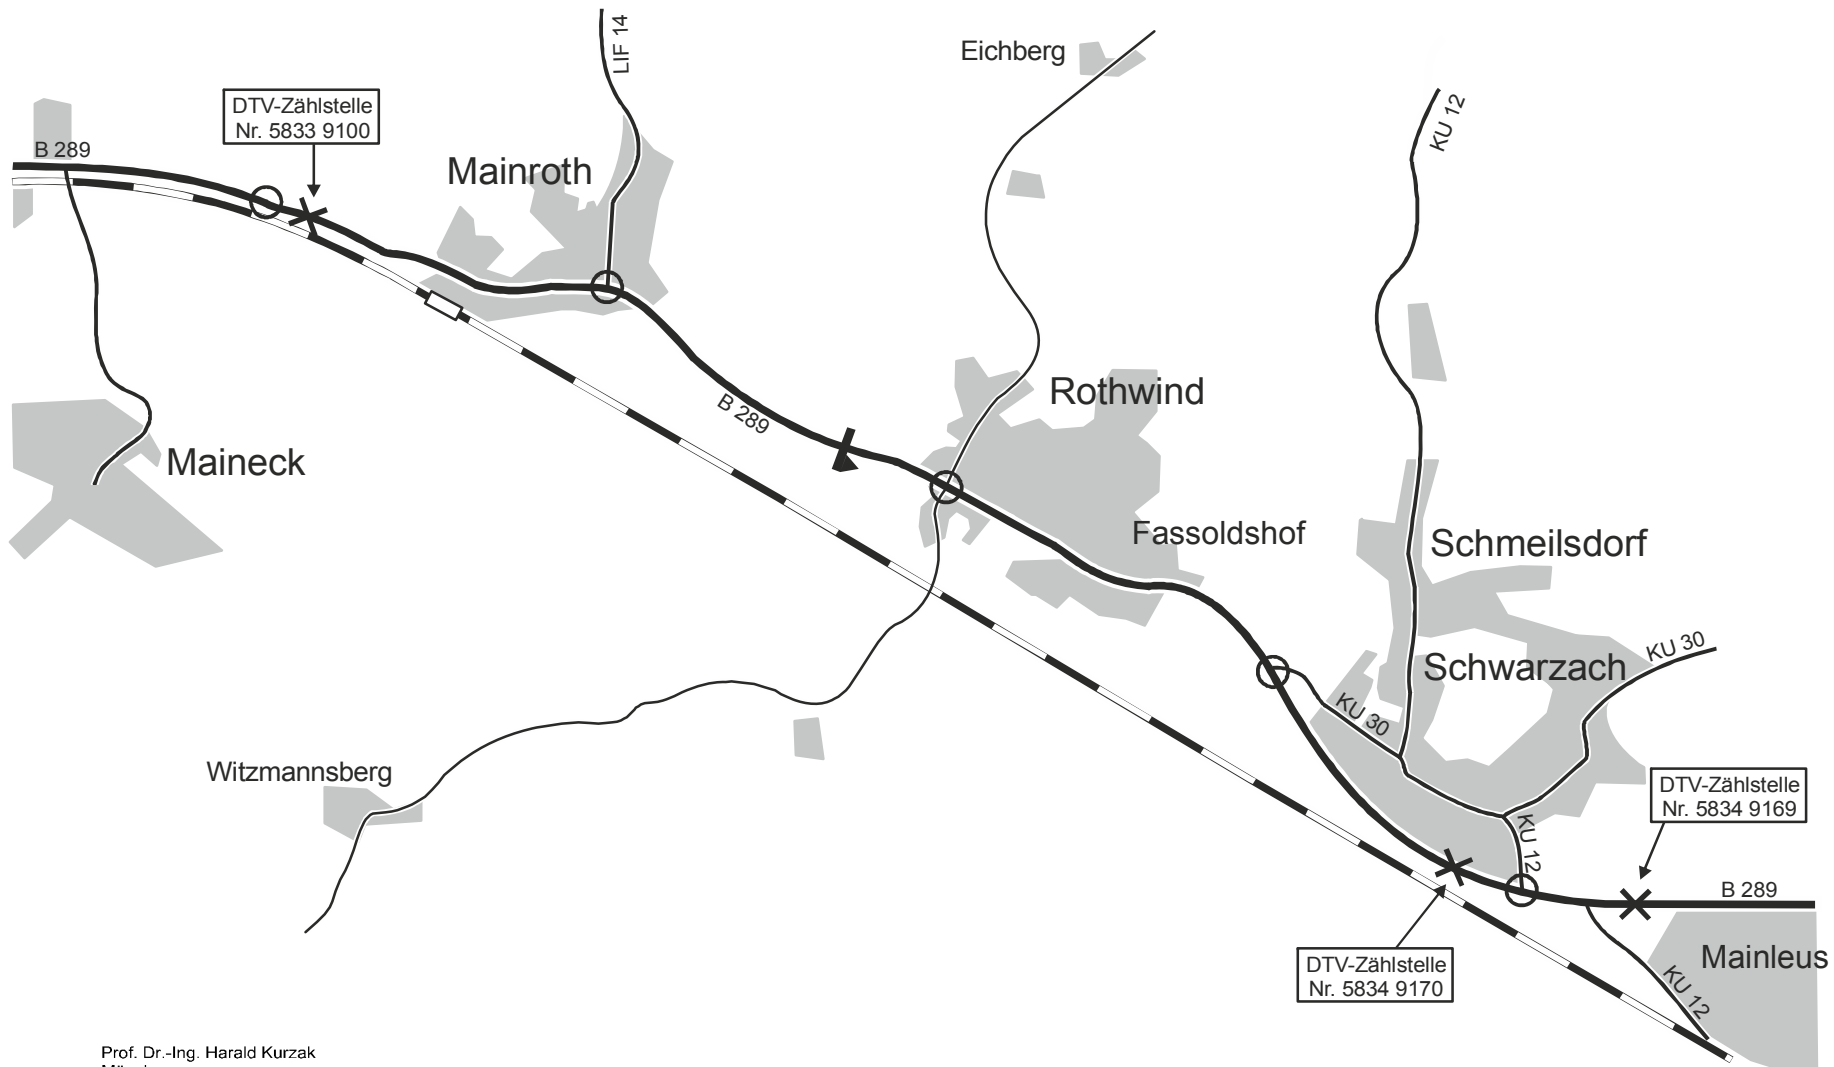 LIF 14
Eichberg
DTV-Zählstelle
Nr. 5833 9100
KU 12
B 289
Mainroth
Rothwind
B 289
Maineck
Fassoldshof
Schmeilsdorf
KU 30
Schwarzach
KU 30
Witzmannsberg
DTV-Zählstelle
Nr. 5834 9169
KU 12
B 289
DTV-Zählstelle
Nr. 5834 9170
Mainleus
KU 12
Prof. Dr.-Ing. Harald Kurzak